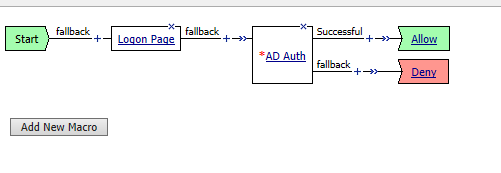 Start
fallback
Logon Page
fallback
*AD Auth
Successful
Allow
fallback
Deny
Add New Macro